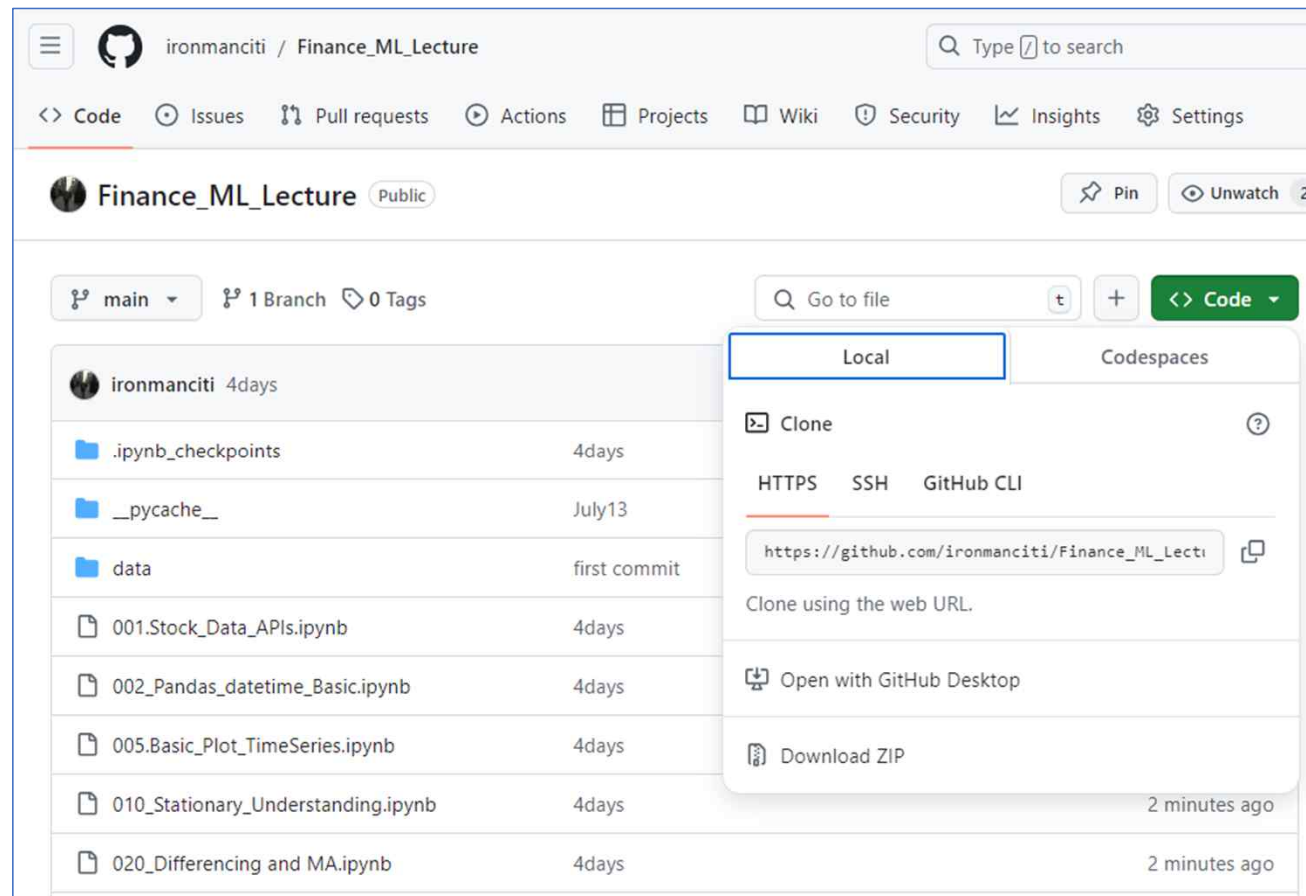 ironmanciti / Finance_ML_Lecture
Type / to search
<> Code Issues Pull requests Actions Projects Wiki Security Insights Settings
Finance_ML_Lecture Public
Pin Unwatch 2
main 1 Branch 0 Tags
Go to file t + <> Code
Local Codespaces
ironmanciti 4days
Clone
.ipynb_checkpoints 4days
HTTPS SSH GitHub CLI
__pycache__ July13
https://github.com/ironmanciti/Finance_ML_Lectu
data first commit
Clone using the web URL.
001.Stock_Data_APIs.ipynb 4days
002_Pandas_datetime_Basic.ipynb 4days
Open with GitHub Desktop
005.Basic_Plot_TimeSeries.ipynb 4days
Download ZIP
010_Stationary_Understanding.ipynb 4days 2 minutes ago
020_Differencing and MA.ipynb 4days 2 minutes ago